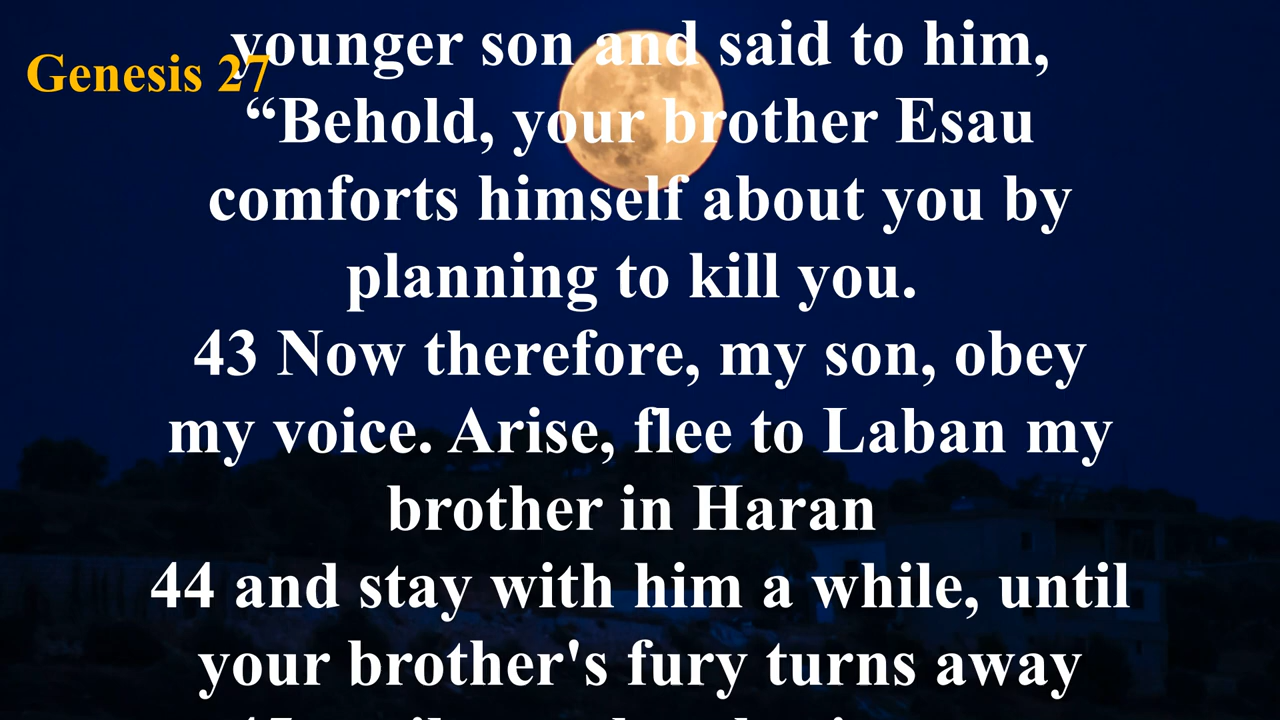 Genesis 27
younger son and said to him,
“Behold, your brother Esau
comforts himself about you by
planning to kill you.
43 Now therefore, my son, obey
my voice. Arise, flee to Laban my
brother in Haran
44 and stay with him a while, until
your brother's fury turns away